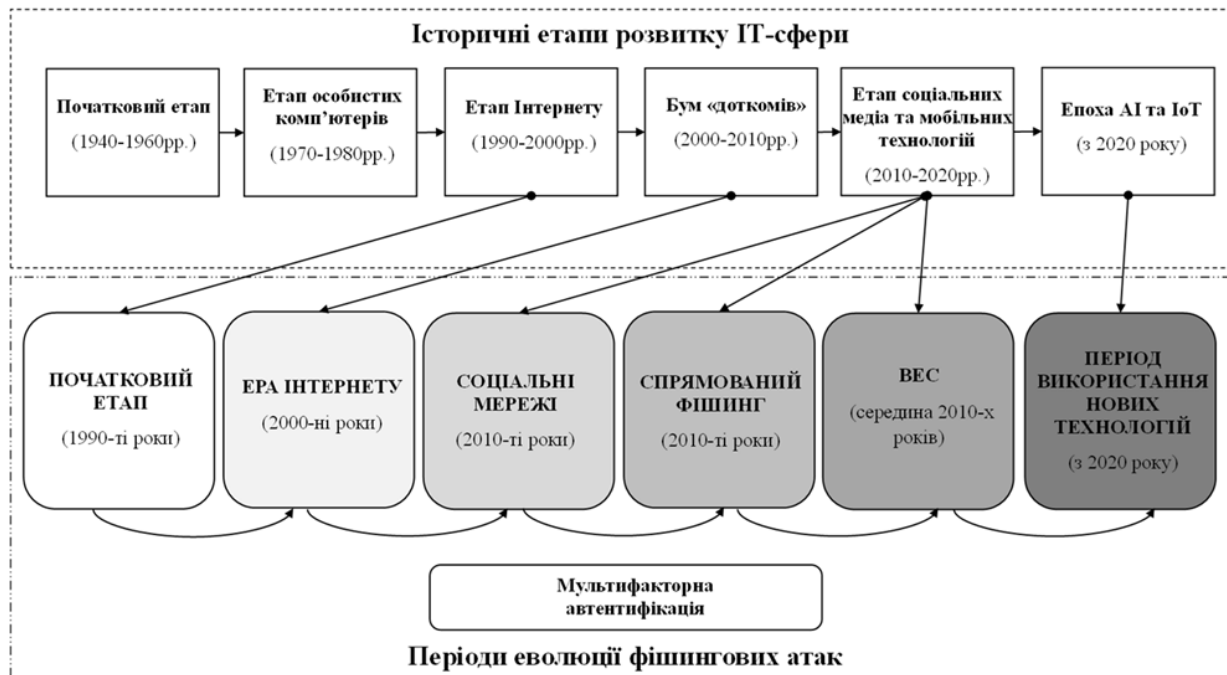 Історичні етапи розвитку ІТ-сфери
Початковий етап
(1940-1960рр.)
Етап особистих
комп’ютерів
(1970-1980рр.)
Етап Інтернету
(1990-2000рр.)
Бум «доткомів»
(2000-2010рр.)
Етап соціальних
медіа та мобільних
технологій
(2010-2020рр.)
Епоха AI та IoT
(з 2020 року)
ПОЧАТКОВИЙ
ЕТАП
(1990-ті роки)
ЕРА ІНТЕРНЕТУ
(2000-ні роки)
СОЦІАЛЬНІ
МЕРЕЖІ
(2010-ті роки)
СПРЯМОВАНИЙ
ФІШИНГ
(2010-ті роки)
BEC
(середина 2010-х
років)
ПЕРІОД
ВИКОРИСТАННЯ
НОВИХ
ТЕХНОЛОГІЙ
(з 2020 року)
Мультифакторна
автентифікація
Періоди еволюції фішингових атак